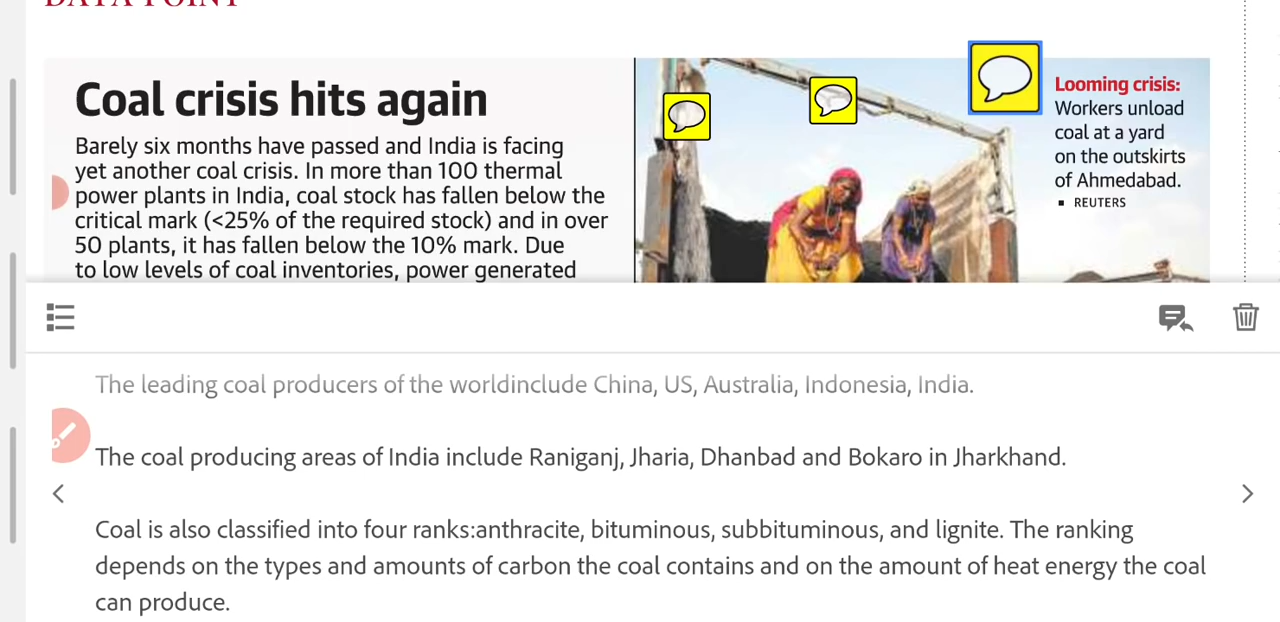 DATA POINT
Coal crisis hits again
Barely six months have passed and India is facing
yet another coal crisis. In more than 100 thermal
power plants in India, coal stock has fallen below the
critical mark (<25% of the required stock) and in over
50 plants, it has fallen below the 10% mark. Due
to low levels of coal inventories, power generated
Looming crisis:
Workers unload
coal at a yard
on the outskirts
of Ahmedabad.
▪ REUTERS
The leading coal producers of the worldinclude China, US, Australia, Indonesia, India.
The coal producing areas of India include Raniganj, Jharia, Dhanbad and Bokaro in Jharkhand.
Coal is also classified into four ranks:anthracite, bituminous, subbituminous, and lignite. The ranking
depends on the types and amounts of carbon the coal contains and on the amount of heat energy the coal
can produce.